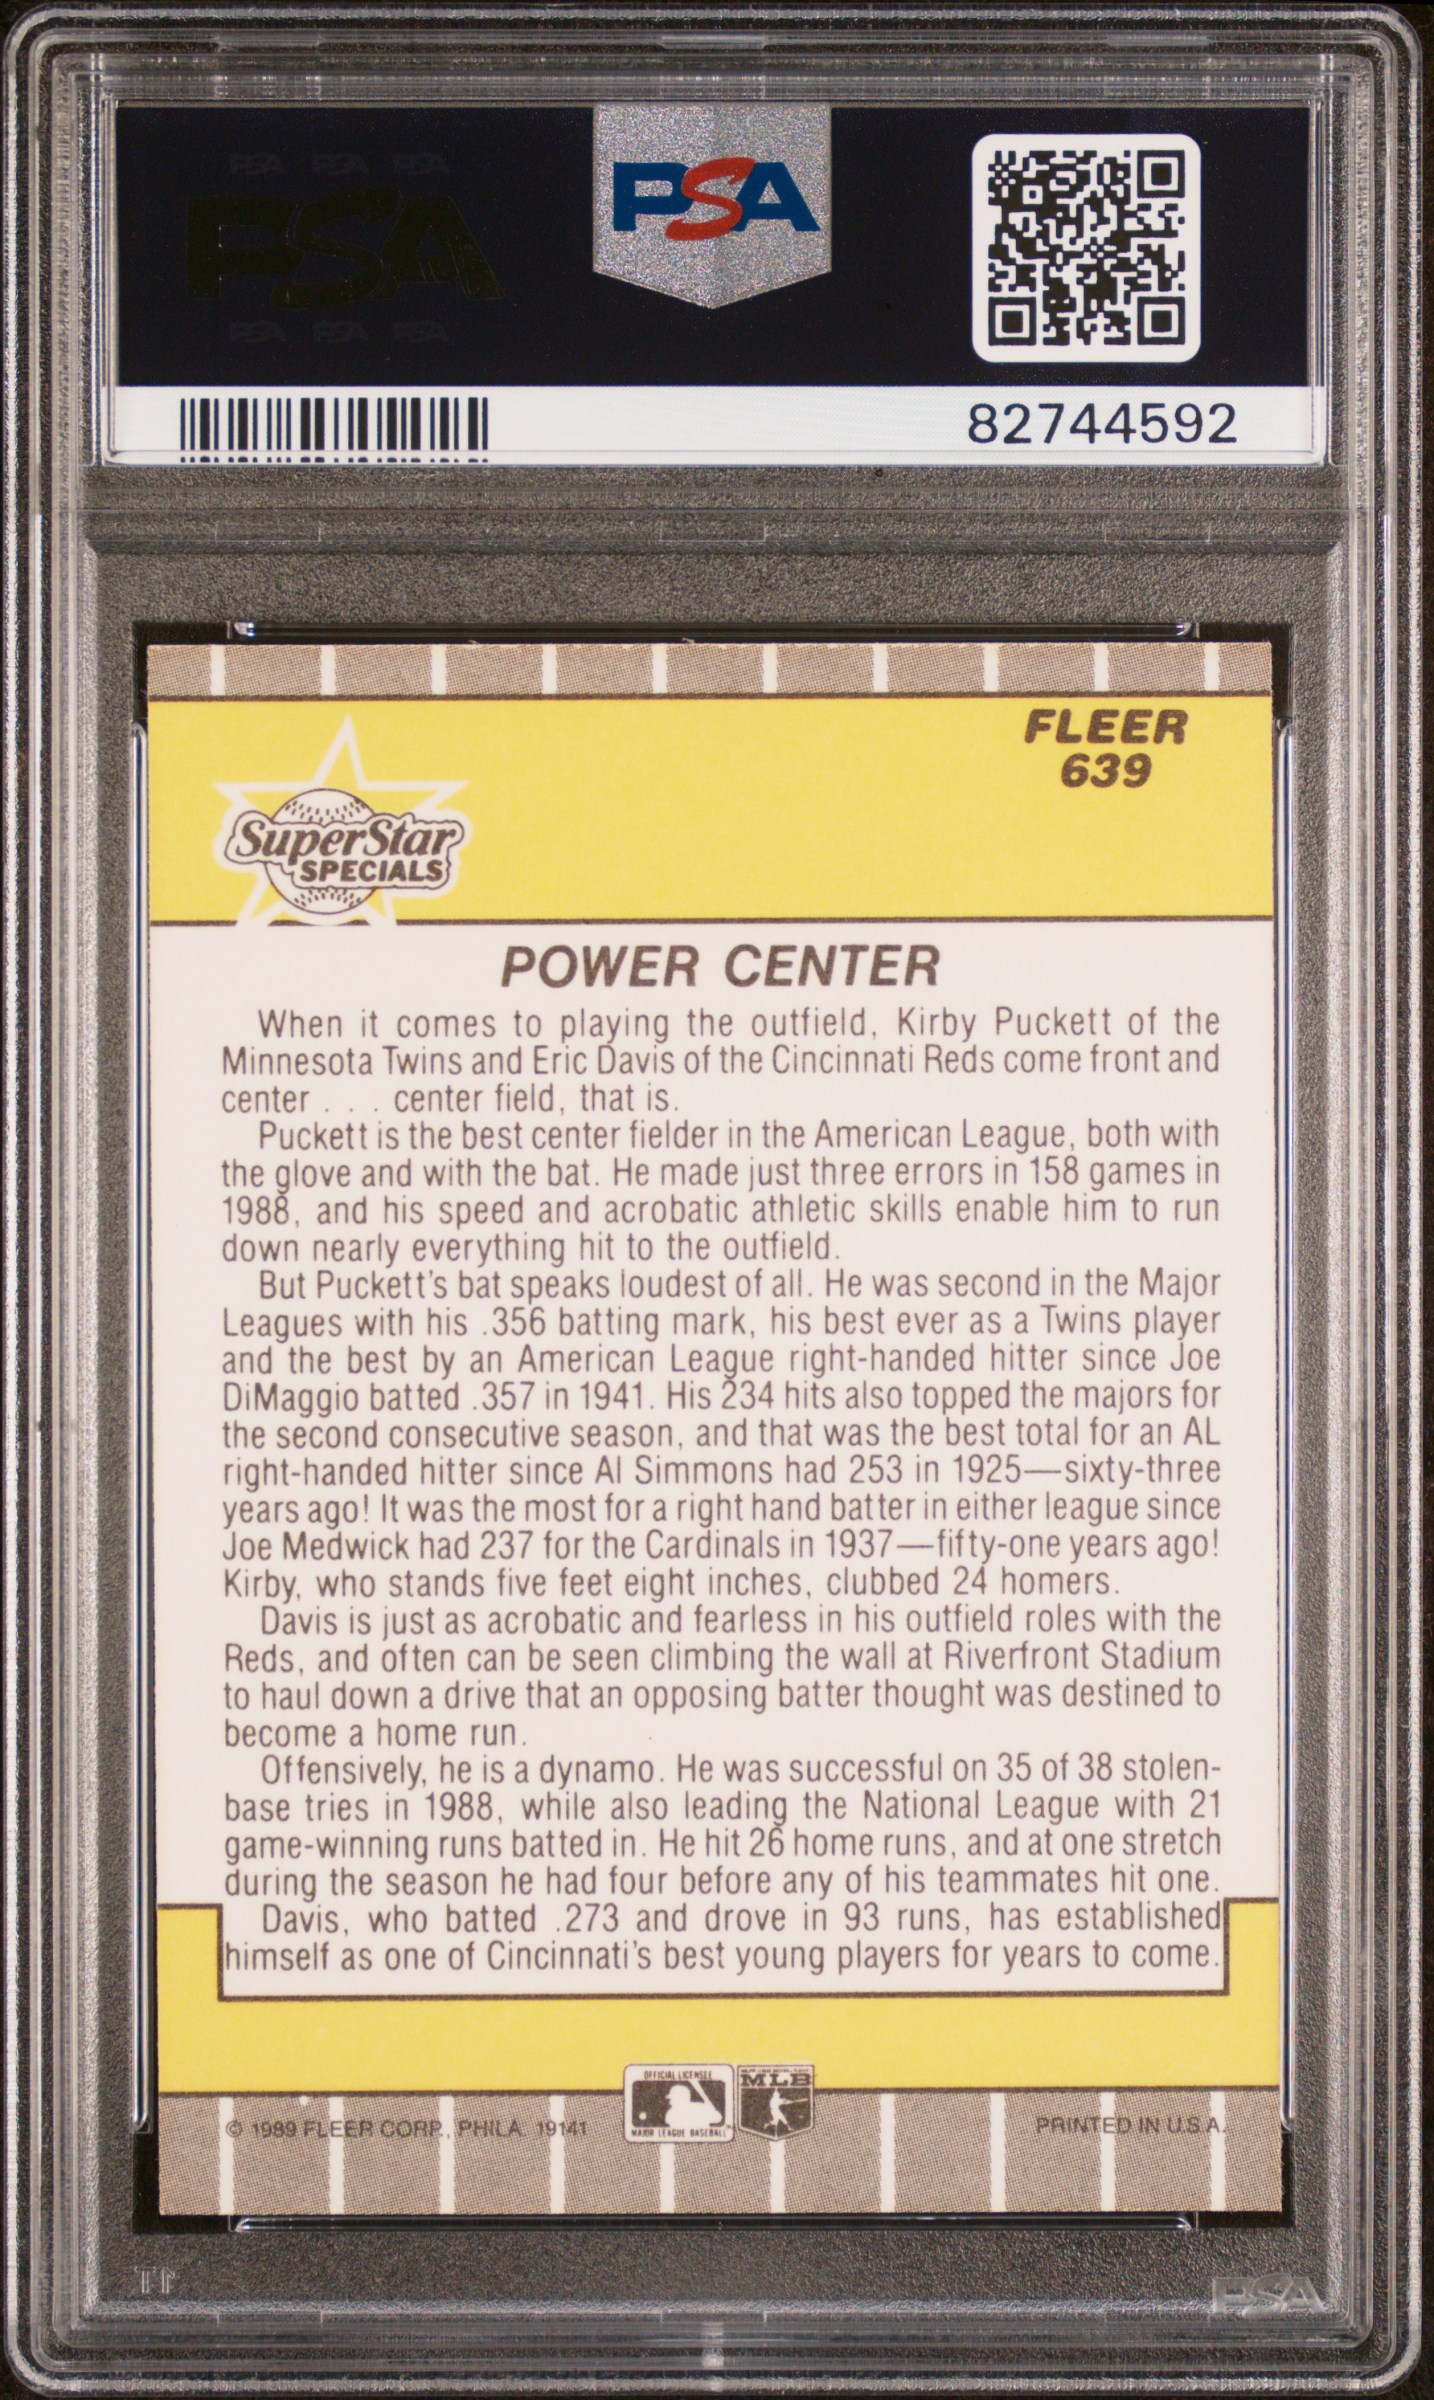 PSA PSA PSA
PSA
PSA PSA PSA
PSA
82744592
FLEER
639
SuperStar
SPECIALS
POWER CENTER
When it comes to playing the outfield, Kirby Puckett of the
Minnesota Twins and Eric Davis of the Cincinnati Reds come front and
center . . . center field, that is.
Puckett is the best center fielder in the American League, both with
the glove and with the bat. He made just three errors in 158 games in
1988, and his speed and acrobatic athletic skills enable him to run
down nearly everything hit to the outfield.
But Puckett's bat speaks loudest of all. He was second in the Major
Leagues with his .356 batting mark, his best ever as a Twins player
and the best by an American League right-handed hitter since Joe
DiMaggio batted .357 in 1941. His 234 hits also topped the majors for
the second consecutive season, and that was the best total for an AL
right-handed hitter since Al Simmons had 253 in 1925—sixty-three
years ago! It was the most for a right hand batter in either league since
Joe Medwick had 237 for the Cardinals in 1937—fifty-one years ago!
Kirby, who stands five feet eight inches, clubbed 24 homers.
Davis is just as acrobatic and fearless in his outfield roles with the
Reds, and often can be seen climbing the wall at Riverfront Stadium
to haul down a drive that an opposing batter thought was destined to
become a home run.
Offensively, he is a dynamo. He was successful on 35 of 38 stolen-
base tries in 1988, while also leading the National League with 21
game-winning runs batted in. He hit 26 home runs, and at one stretch
during the season he had four before any of his teammates hit one.
Davis, who batted .273 and drove in 93 runs, has established
himself as one of Cincinnati's best young players for years to come.
OFFICIAL LICENSEE
MAJOR LEAGUE BASEBALL
MLB
© 1989 FLEER CORP., PHILA. 19141
PRINTED IN U.S.A.
PSA